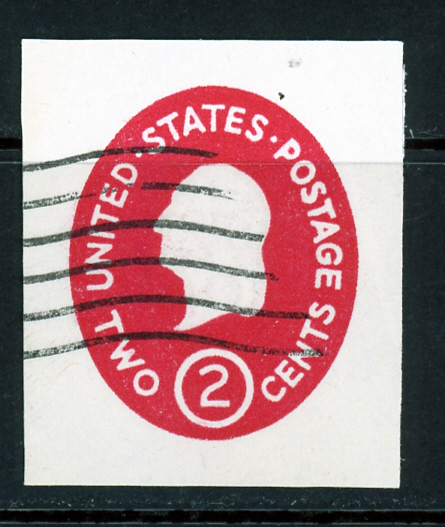 UNITED · STATES · POSTAGE
TWO
2
CENTS